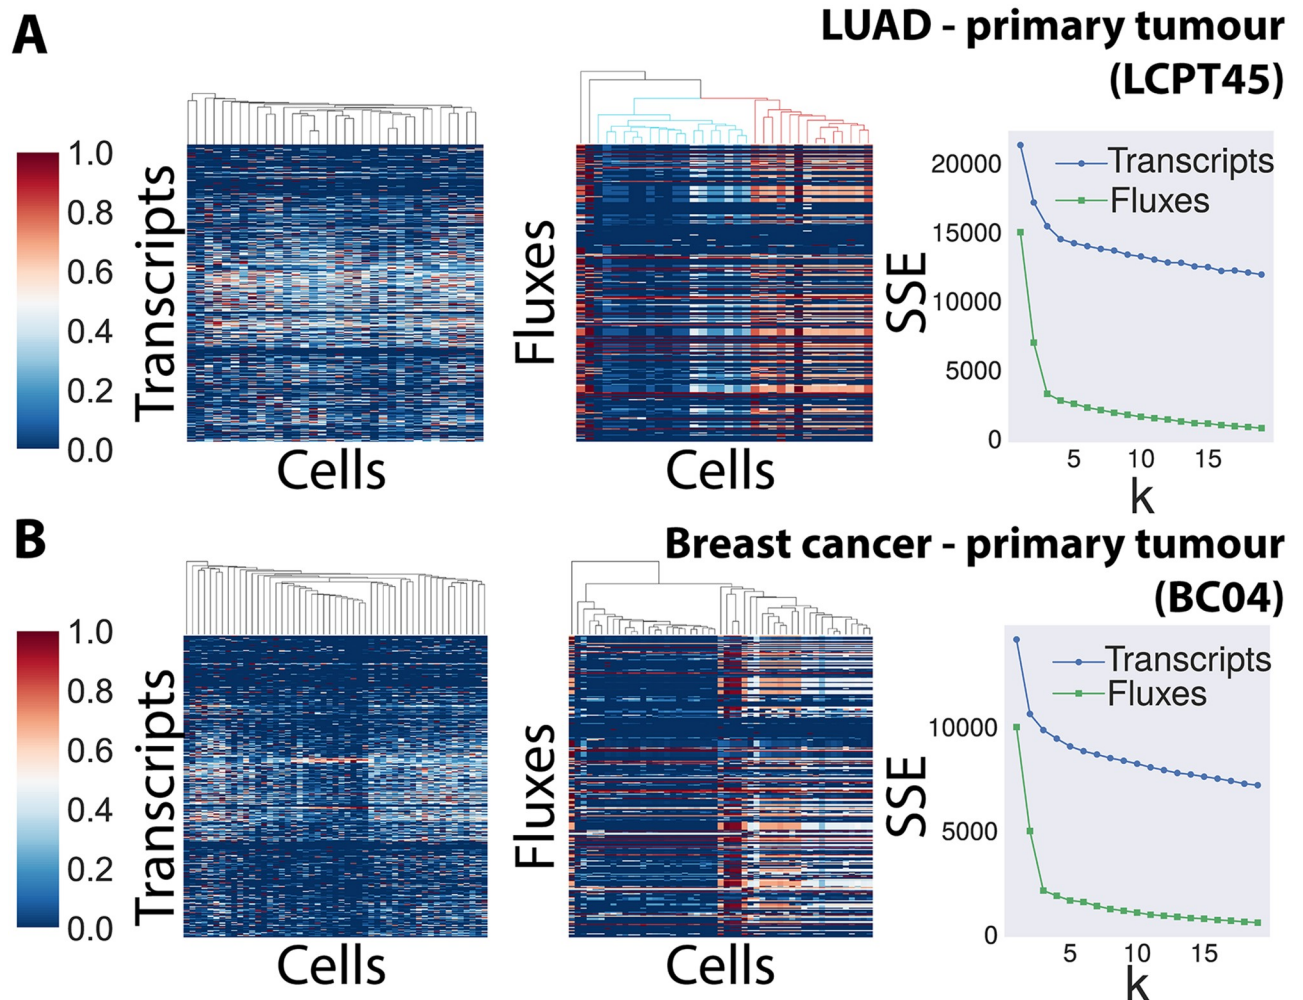 A
LUAD - primary tumour
(LCPT45)
1.0
0.8
0.6
0.4
0.2
0.0
Transcripts
Cells
Fluxes
Cells
SSE
20000
15000
10000
5000
0
Transcripts
Fluxes
5 10 15
k
B
Breast cancer - primary tumour
(BC04)
1.0
0.8
0.6
0.4
0.2
0.0
Transcripts
Cells
Fluxes
Cells
SSE
10000
5000
0
Transcripts
Fluxes
5 10 15
k